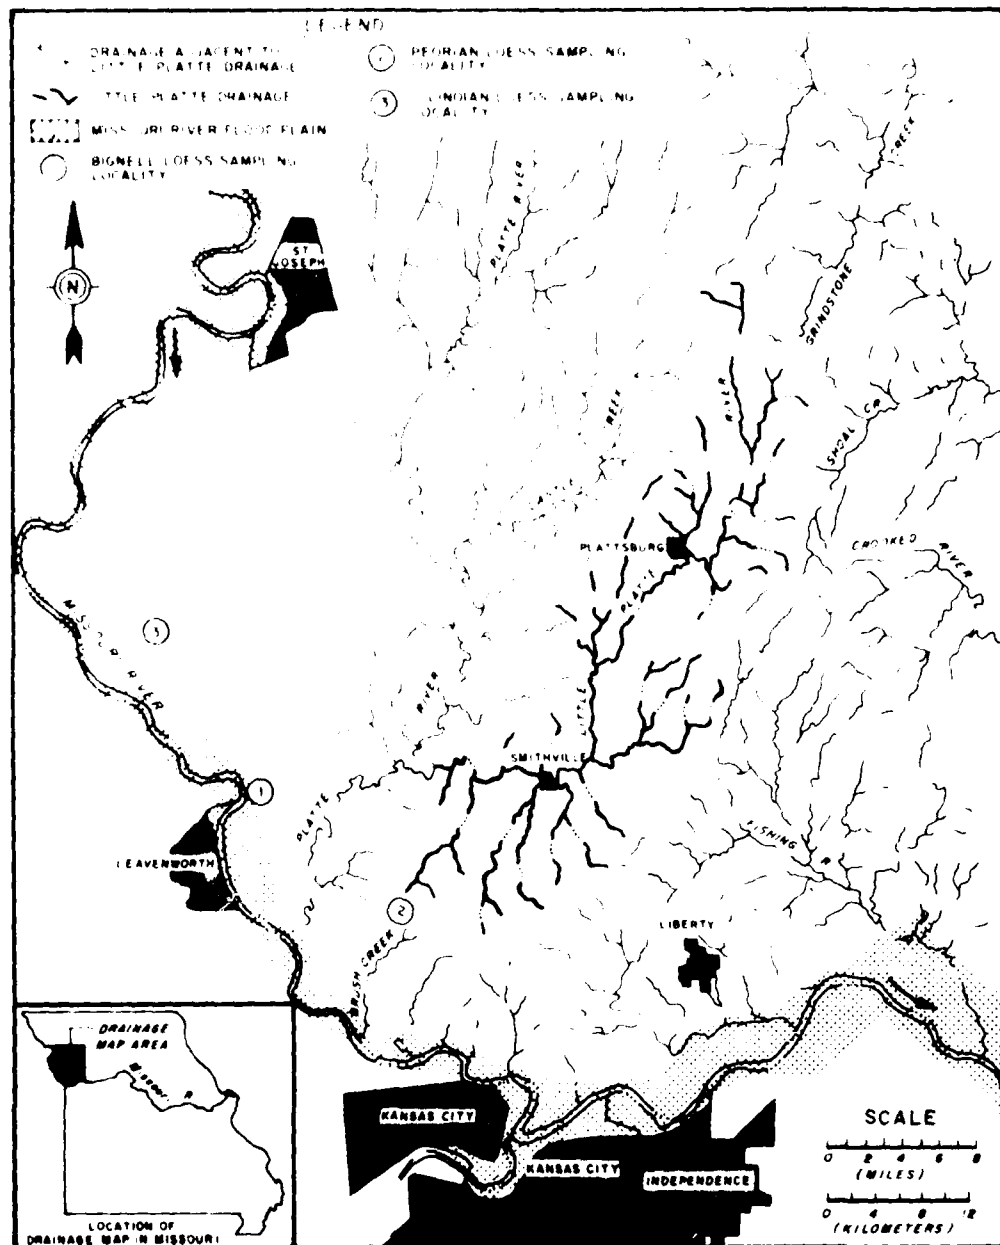 LEGEND
DRAINAGE ADJACENT TO
LITTLE PLATTE DRAINAGE
LITTLE PLATTE DRAINAGE
MISSOURI RIVER FLOOD PLAIN
① BIGNELL LOESS SAMPLING
LOCALITY
② PEORIAN LOESS SAMPLING
LOCALITY
③ LOESS SAMPLING
LOCALITY
N
ST
JOSEPH
PLATTE RIVER
CREEK
GRINDSTONE
RIVER
SHOAL CR.
CASTLE
CROOKED
RIVER
PLATTSBURG
PLATTE
LITTLE
MISSOURI RIVER
3
RIVER
SMITHVILLE
PLATTE
1
LEAVENWORTH
FISHING R.
2
BRUSH CREEK
LIBERTY
DRAINAGE
MAP AREA
MISSOURI R.
LOCATION OF
DRAINAGE MAP IN MISSOURI
KANSAS CITY
KANSAS CITY
INDEPENDENCE
SCALE
0 2 4 6 8
(MILES)
0 4 8 12
(KILOMETERS)